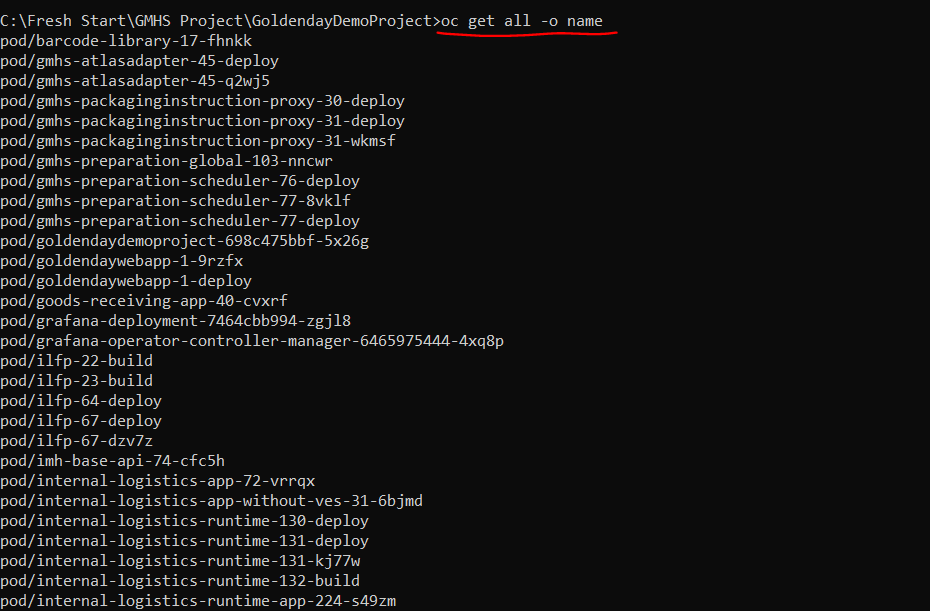 C:\Fresh Start\GMHS Project\GoldendayDemoProject>oc get all -o name
pod/barcode-library-17-fhnkk
pod/gmhs-atlasadapter-45-deploy
pod/gmhs-atlasadapter-45-q2wj5
pod/gmhs-packaginginstruction-proxy-30-deploy
pod/gmhs-packaginginstruction-proxy-31-deploy
pod/gmhs-packaginginstruction-proxy-31-wkmsf
pod/gmhs-preparation-global-103-nncwr
pod/gmhs-preparation-scheduler-76-deploy
pod/gmhs-preparation-scheduler-77-8vklf
pod/gmhs-preparation-scheduler-77-deploy
pod/goldendaydemoproject-698c475bbf-5x26g
pod/goldendaywebapp-1-9rzfx
pod/goldendaywebapp-1-deploy
pod/goods-receiving-app-40-cvxrf
pod/grafana-deployment-7464cbb994-zgjl8
pod/grafana-operator-controller-manager-6465975444-4xq8p
pod/ilfp-22-build
pod/ilfp-23-build
pod/ilfp-64-deploy
pod/ilfp-67-deploy
pod/ilfp-67-dzv7z
pod/imh-base-api-74-cfc5h
pod/internal-logistics-app-72-vrrqx
pod/internal-logistics-app-without-ves-31-6bjmd
pod/internal-logistics-runtime-130-deploy
pod/internal-logistics-runtime-131-deploy
pod/internal-logistics-runtime-131-kj77w
pod/internal-logistics-runtime-132-build
pod/internal-logistics-runtime-app-224-s49zm